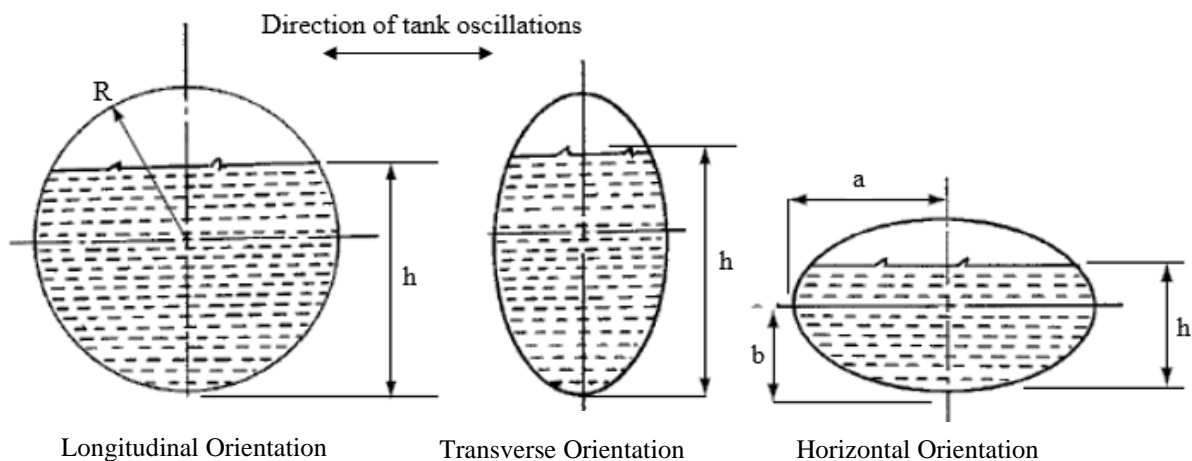 Direction of tank oscillations
R
h
h
a
b
h
Longitudinal Orientation
Transverse Orientation
Horizontal Orientation